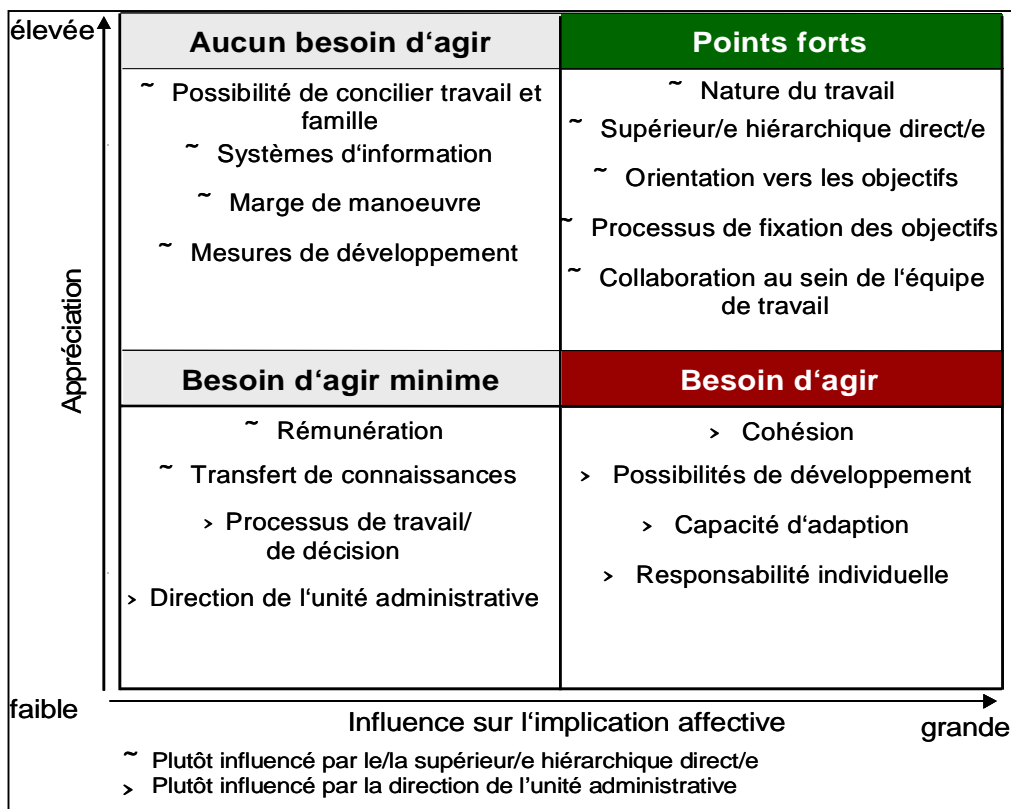 élevée
Aucun besoin d‘agir
~ Possibilité de concilier travail et
famille
~ Systèmes d‘information
~ Marge de manoeuvre
~ Mesures de développement
Points forts
~ Nature du travail
~ Supérieur/e hiérarchique direct/e
~ Orientation vers les objectifs
~ Processus de fixation des objectifs
~ Collaboration au sein de l‘équipe
de travail
Appréciation
Besoin d‘agir minime
~ Rémunération
~ Transfert de connaissances
> Processus de travail/
de décision
> Direction de l‘unité administrative
Besoin d‘agir
> Cohésion
> Possibilités de développement
> Capacité d‘adaption
> Responsabilité individuelle
faible
Influence sur l‘implication affective
grande
~ Plutôt influencé par le/la supérieur/e hiérarchique direct/e
> Plutôt influencé par la direction de l’unité administrative